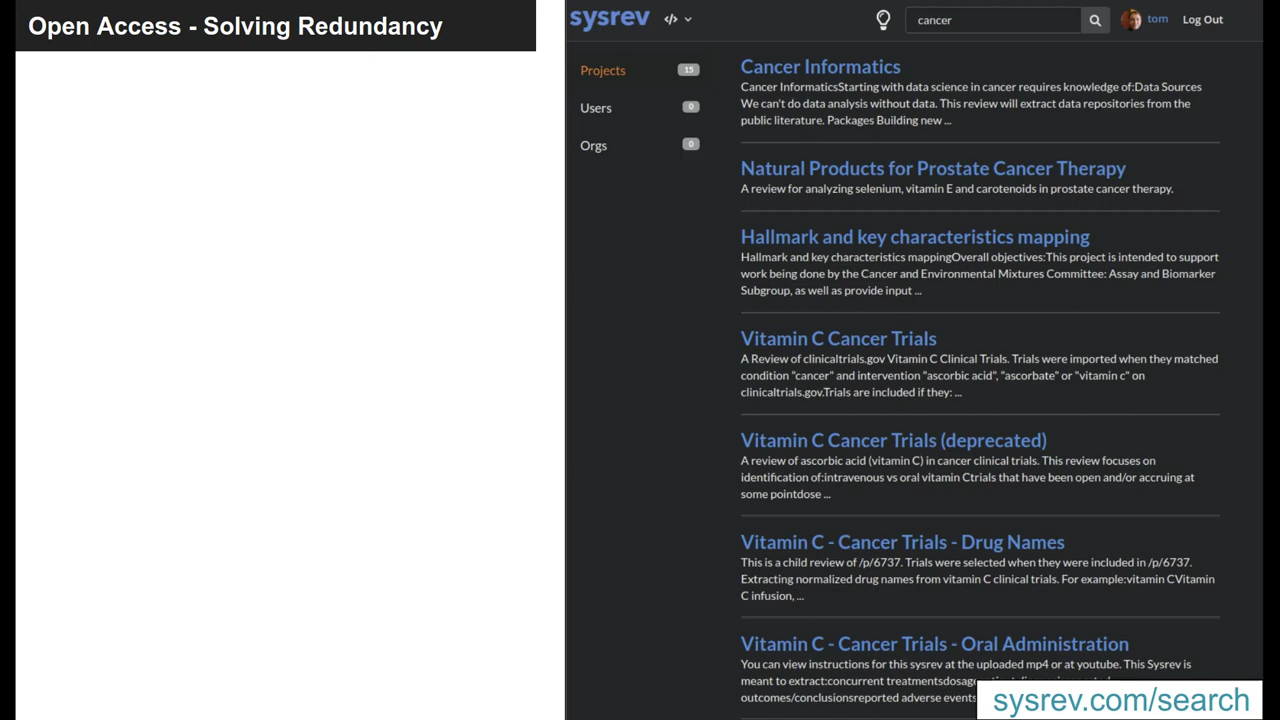 Open Access - Solving Redundancy
sysrev
</>
cancer
tom
Log Out
Projects
15
Users
0
Orgs
0
Cancer Informatics
Cancer InformaticsStarting with data science in cancer requires knowledge of:Data Sources
We can't do data analysis without data. This review will extract data repositories from the
public literature. Packages Building new ...
Natural Products for Prostate Cancer Therapy
A review for analyzing selenium, vitamin E and carotenoids in prostate cancer therapy.
Hallmark and key characteristics mapping
Hallmark and key characteristics mappingOverall objectives:This project is intended to support
work being done by the Cancer and Environmental Mixtures Committee: Assay and Biomarker
Subgroup, as well as provide input ...
Vitamin C Cancer Trials
A Review of clinicaltrials.gov Vitamin C Clinical Trials. Trials were imported when they matched
condition "cancer" and intervention "ascorbic acid", "ascorbate" or "vitamin c" on
clinicaltrials.gov.Trials are included if they: ...
Vitamin C Cancer Trials (deprecated)
A review of ascorbic acid (vitamin C) in cancer clinical trials. This review focuses on
identification of:intravenous vs oral vitamin Ctrials that have been open and/or accruing at
some pointdose ...
Vitamin C - Cancer Trials - Drug Names
This is a child review of /p/6737. Trials were selected when they were included in /p/6737.
Extracting normalized drug names from vitamin C clinical trials. For example:vitamin CVitamin
C infusion, ...
Vitamin C - Cancer Trials - Oral Administration
You can view instructions for this sysrev at the uploaded mp4 or at youtube. This Sysrev is
meant to extract:concurrent treatmentsdosag
outcomes/conclusionsreported adverse events
sysrev.com/search